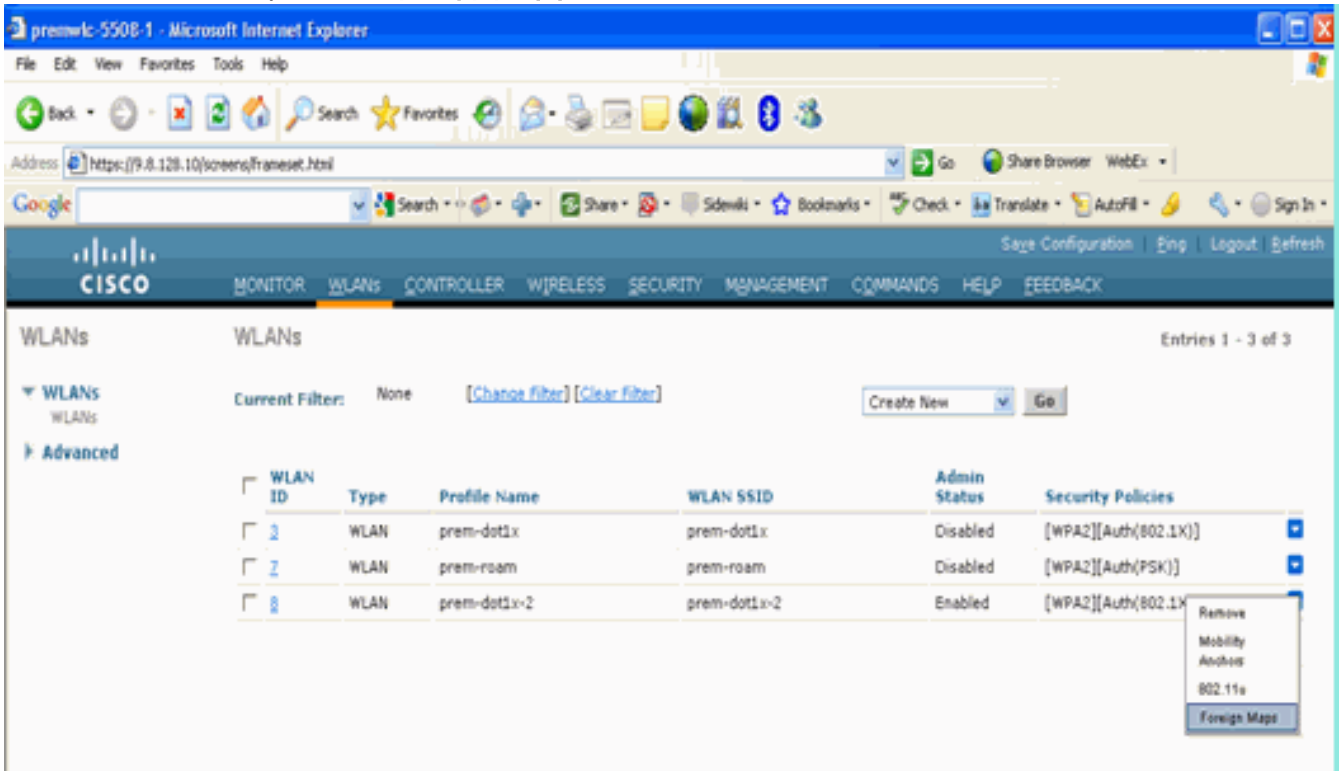 premwlc-5508-1 - Microsoft Internet Explorer
File Edit View Favorites Tools Help
Back Search Favorites
Address https://9.8.128.10/screens/frameset.html Go Share Browser WebEx
Google Search Share Sidewiki Bookmarks Check Translate AutoFill Sign In
Save Configuration Ping Logout Refresh
CISCO MONITOR WLANs CONTROLLER WIRELESS SECURITY MANAGEMENT COMMANDS HELP FEEDBACK
WLANs WLANs Entries 1 - 3 of 3
WLANs Current Filter: None [Change Filter] [Clear Filter] Create New Go
WLANs
Advanced
WLAN ID Type Profile Name WLAN SSID Admin Status Security Policies
3 WLAN prem-dot1x prem-dot1x Disabled [WPA2][Auth(802.1X)]
7 WLAN prem-roam prem-roam Disabled [WPA2][Auth(PSK)]
8 WLAN prem-dot1x-2 prem-dot1x-2 Enabled [WPA2][Auth(802.1X
Remove
Mobility
Anchors
802.11u
Foreign Maps